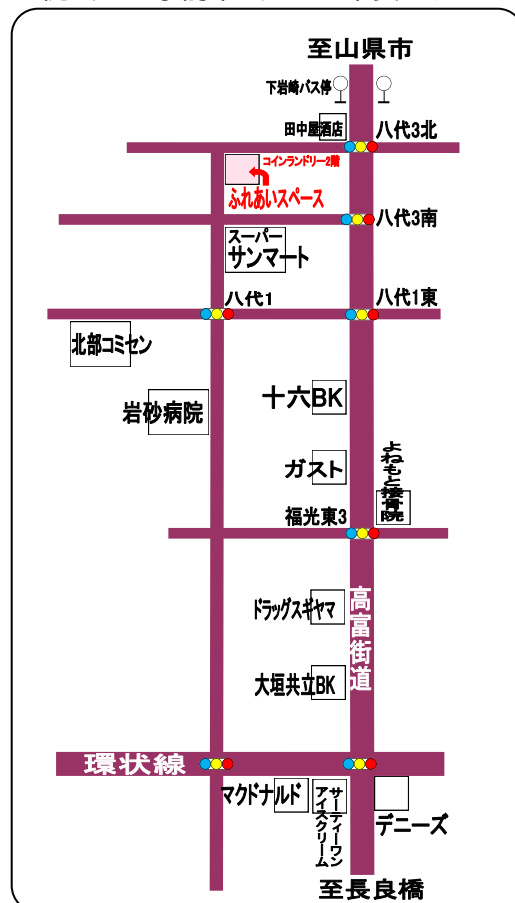 至山県市
下岩崎バス停
田中屋酒店
八代3北
コインランドリー2階
ふれあいスペース
八代3南
スーパー
サンマート
八代1
八代1東
北部コミセン
岩砂病院
十六BK
ガスト
よねもと接骨院
福光東3
ドラッグスギヤマ
高富街道
大垣共立BK
環状線
マクドナルド
サーティーワン
アイスクリーム
デニーズ
至長良橋